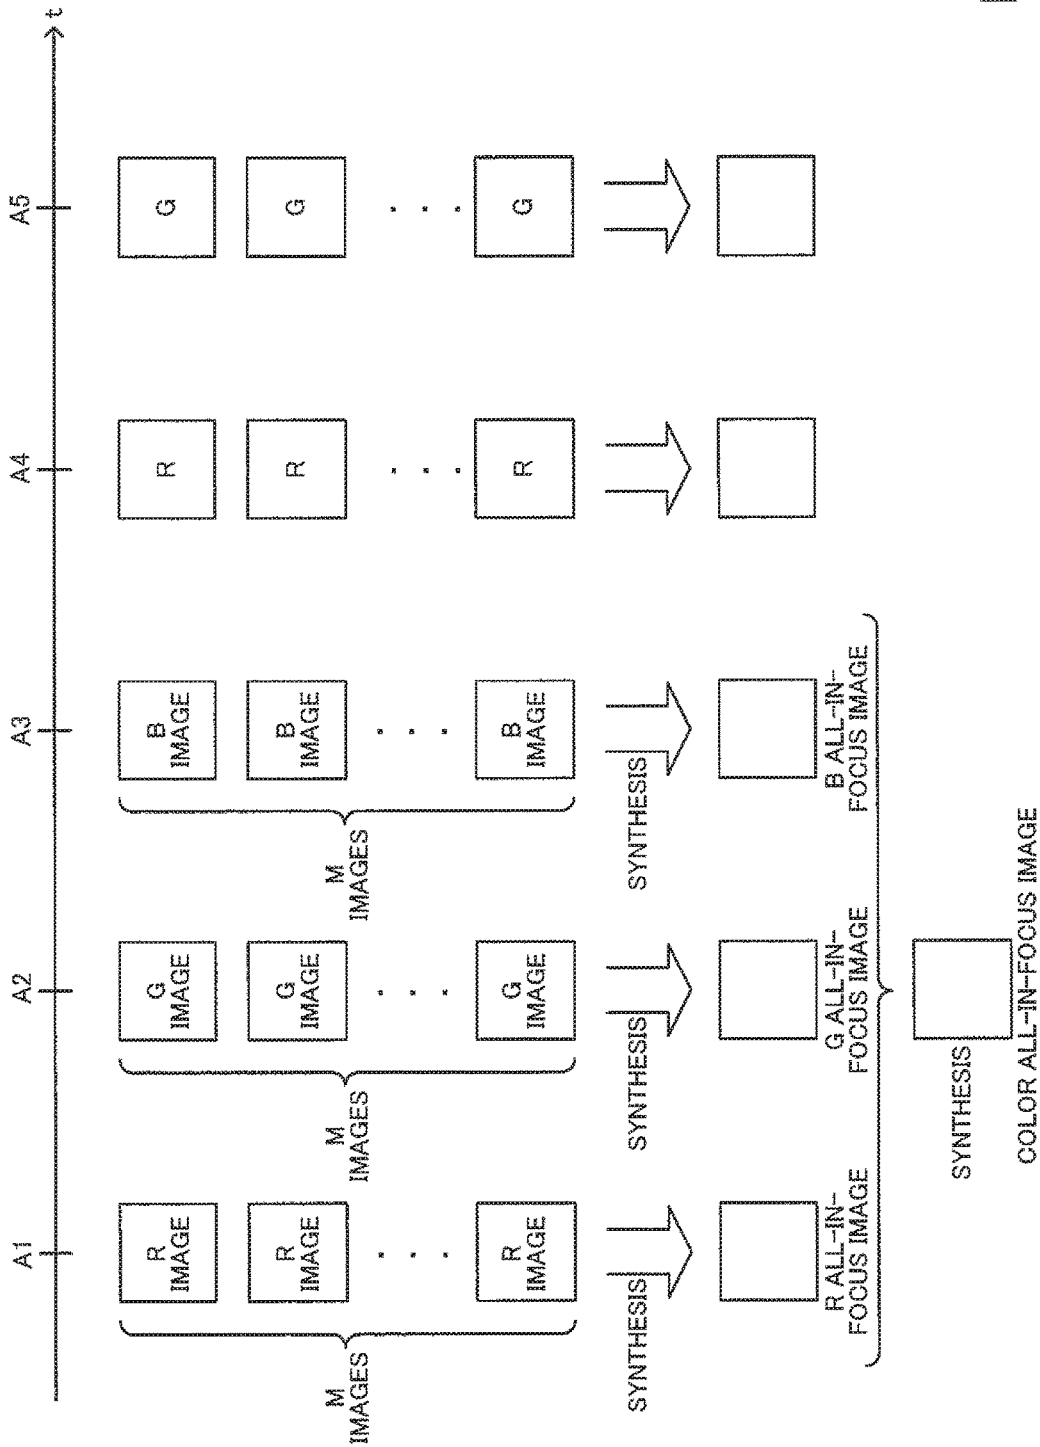 A1
A2
A3
A4
A5
t
M
IMAGES
R
IMAGE
R
IMAGE
. . .
R
IMAGE
M
IMAGES
G
IMAGE
G
IMAGE
. . .
G
IMAGE
M
IMAGES
B
IMAGE
B
IMAGE
. . .
B
IMAGE
R
R
. . .
R
G
G
. . .
G
SYNTHESIS
SYNTHESIS
SYNTHESIS
R ALL-IN-
FOCUS IMAGE
G ALL-IN-
FOCUS IMAGE
B ALL-IN-
FOCUS IMAGE
SYNTHESIS
COLOR ALL-IN-FOCUS IMAGE